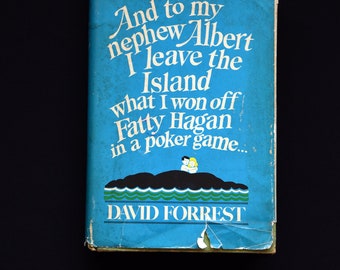 And to my
nephew Albert
I leave the
Island
what I won off
Fatty Hagan
in a poker game...
DAVID FORREST